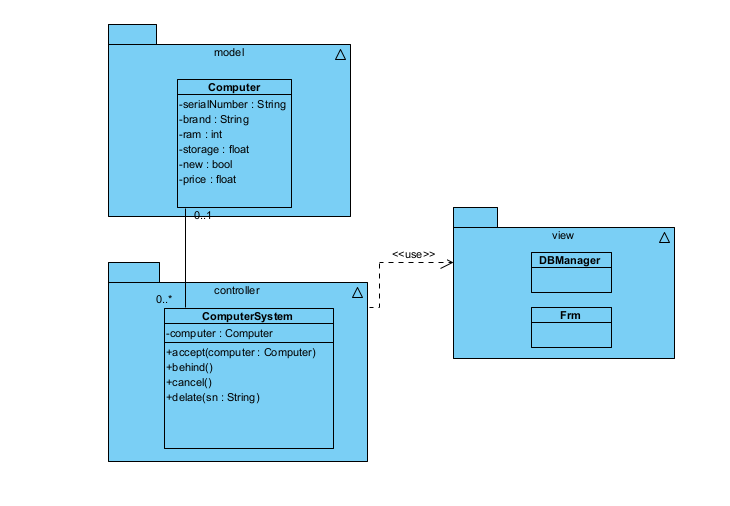 model
Computer
-serialNumber : String
-brand : String
-ram : int
-storage : float
-new : bool
-price : float
0..1
<<use>>
view
DBManager
Frm
controller
0..*
ComputerSystem
-computer : Computer
+accept(computer : Computer)
+behind()
+cancel()
+delate(sn : String)